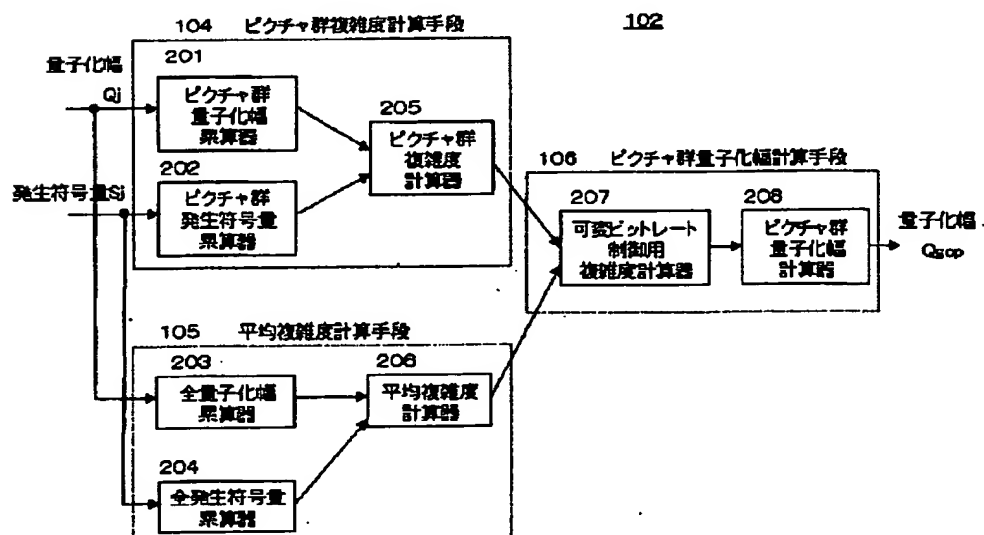 104 ピクチャ群複雑度計算手段
102
量子化幅
Qj
201
ピクチャ群
量子化幅
累算器
205
ピクチャ群
複雑度
計算器
202
発生符号量Sj
ピクチャ群
発生符号量
累算器
106 ピクチャ群量子化幅計算手段
207
可変ビットレート
制御用
複雑度計算器
208
ピクチャ群
量子化幅
計算器
量子化幅
Qgop
105 平均複雑度計算手段
203
全量子化幅
累算器
206
平均複雑度
計算器
204
全発生符号量
累算器